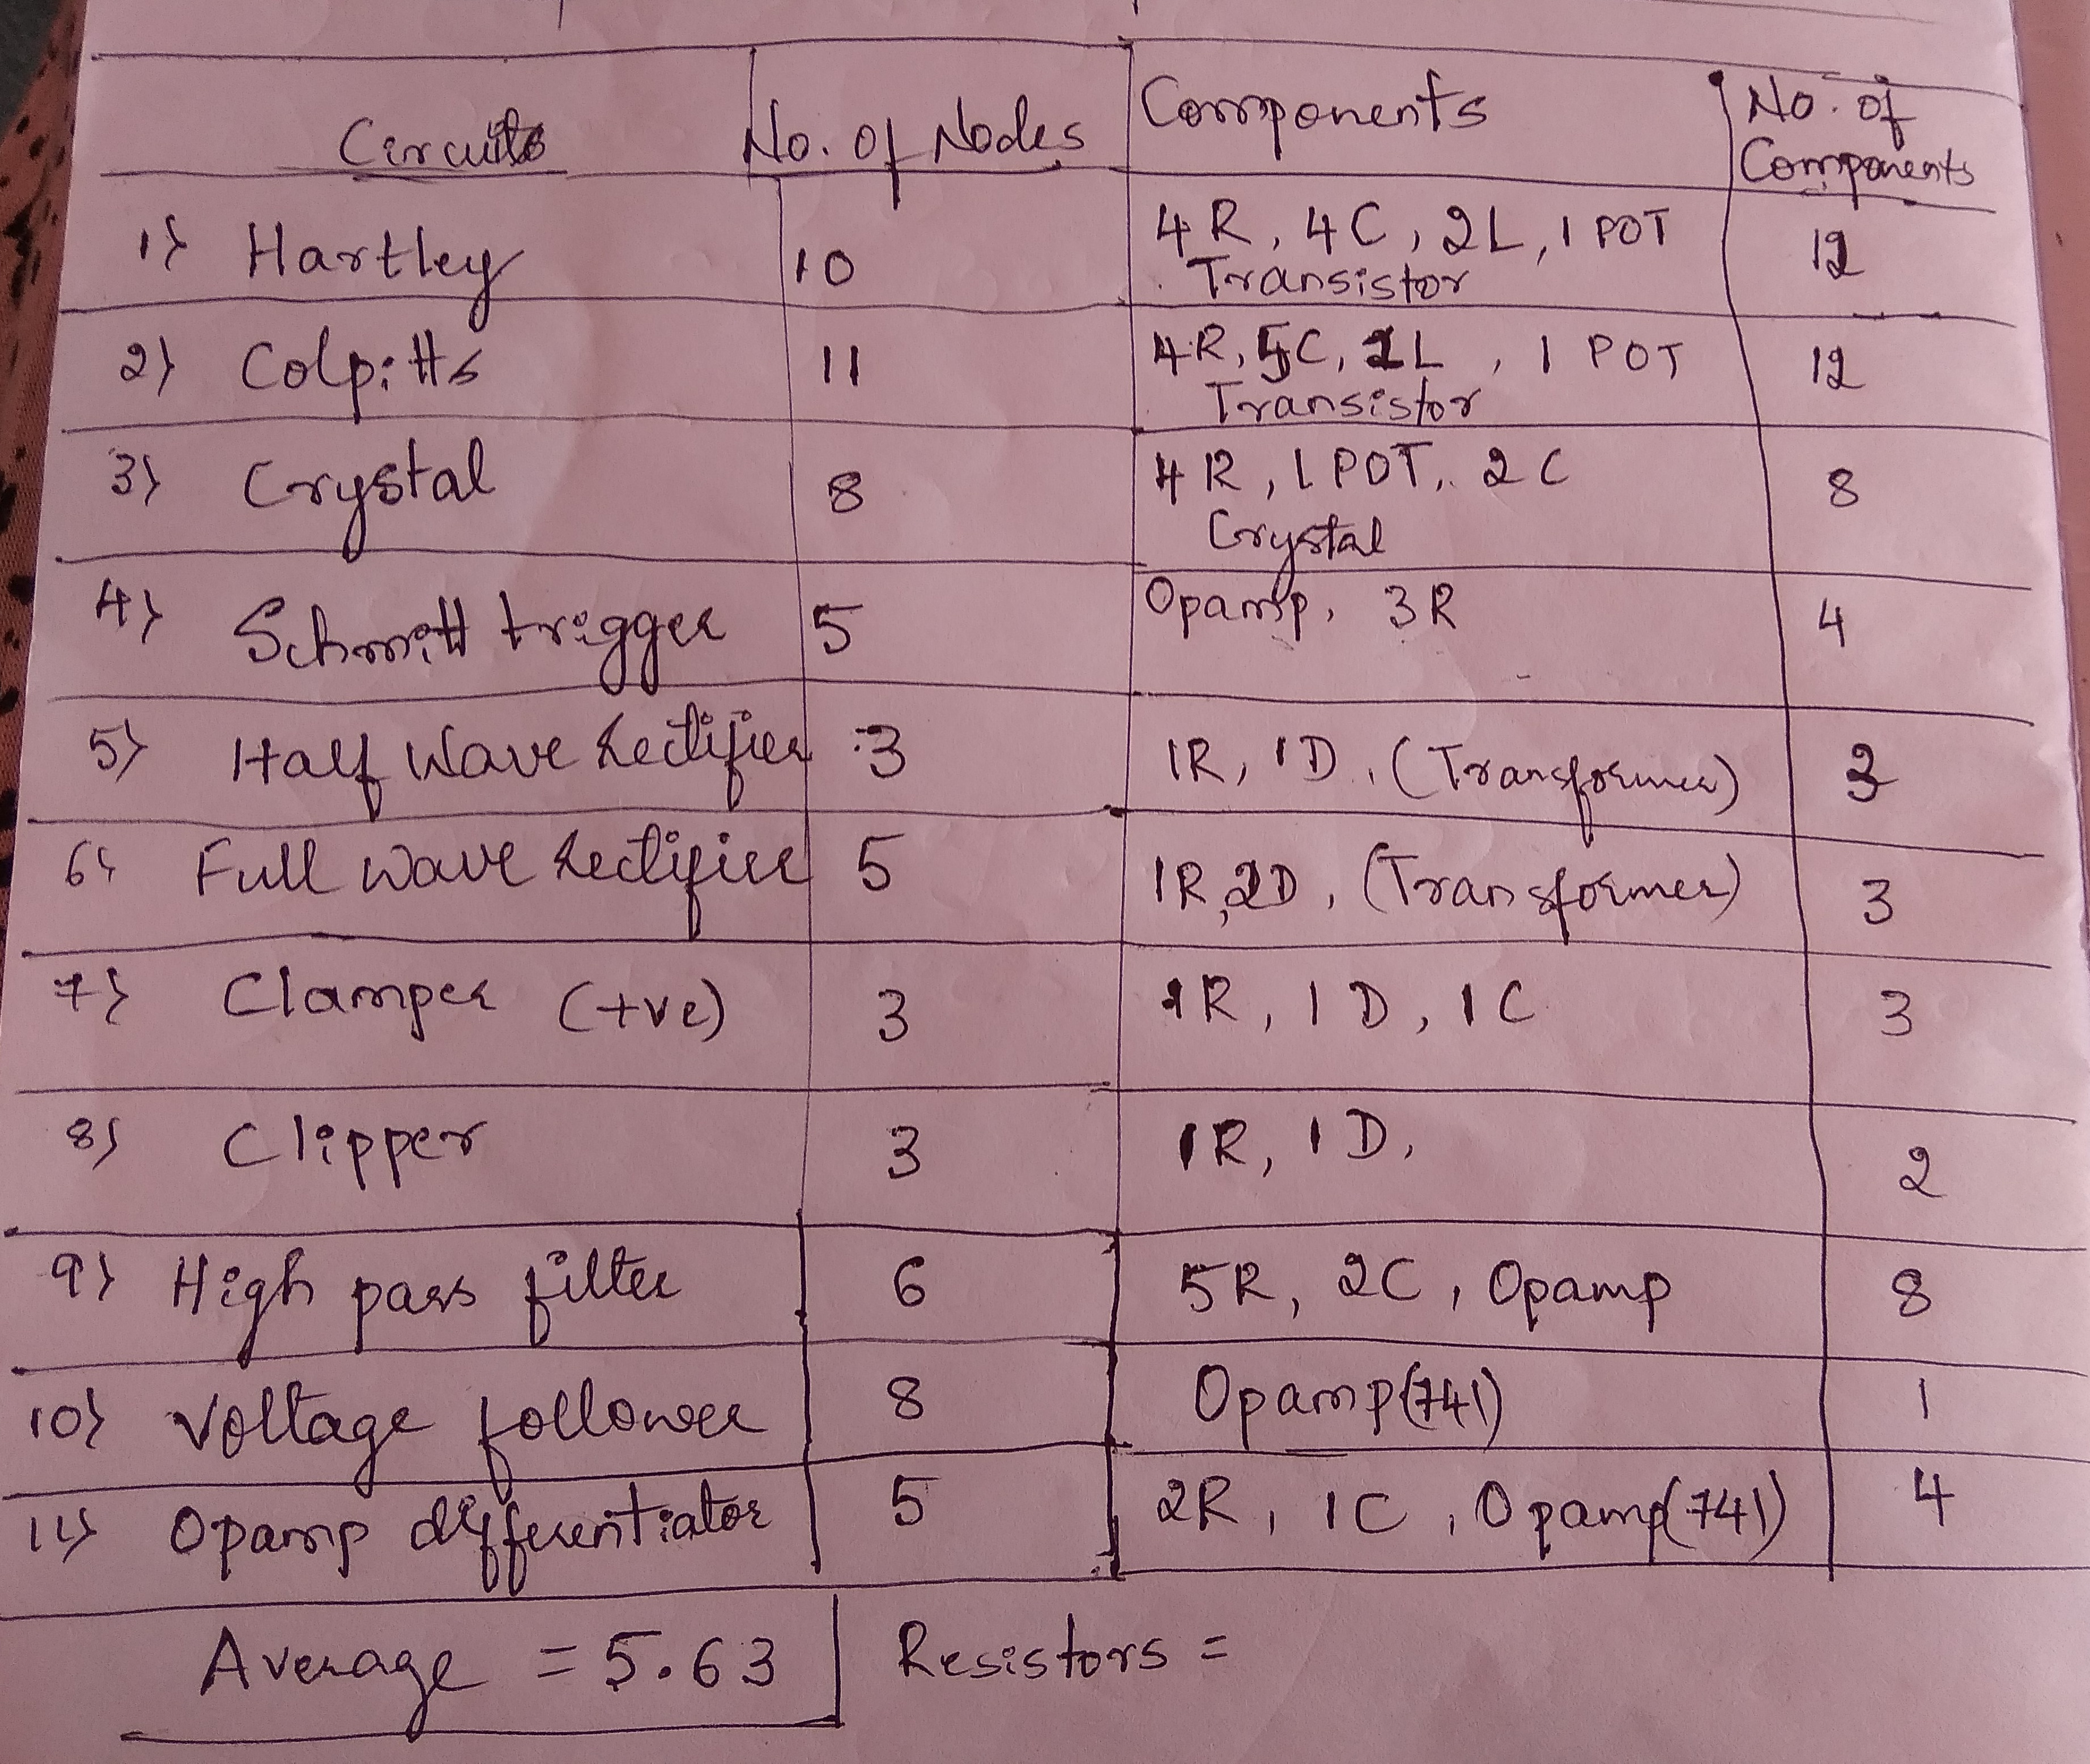 Circuits No. of Nodes Components No. of Components
1) Hartley 10 4R, 4C, 2L, 1 POT Transistor 12
2) Colpitts 11 4R, 5C, 1L, 1 POT Transistor 12
3) Crystal 8 4R, 1 POT, 2C Crystal 8
4) Schmitt trigger 5 Opamp, 3R 4
5) Half Wave Rectifier 3 1R, 1D, (Transformer)
6) Full wave Rectifier 5 1R, 2D, (Transformer) 3
7) Clamper (+ve) 3 1R, 1D, 1C 3
8) Clipper 3 1R, 1D, 2
9) High pass filter 6 5R, 2C, Opamp 8
10) Voltage follower 8 Opamp(741) 1
11) Opamp differentiator 5 2R, 1C, Opamp(741) 4
Average = 5.63 Resistors =